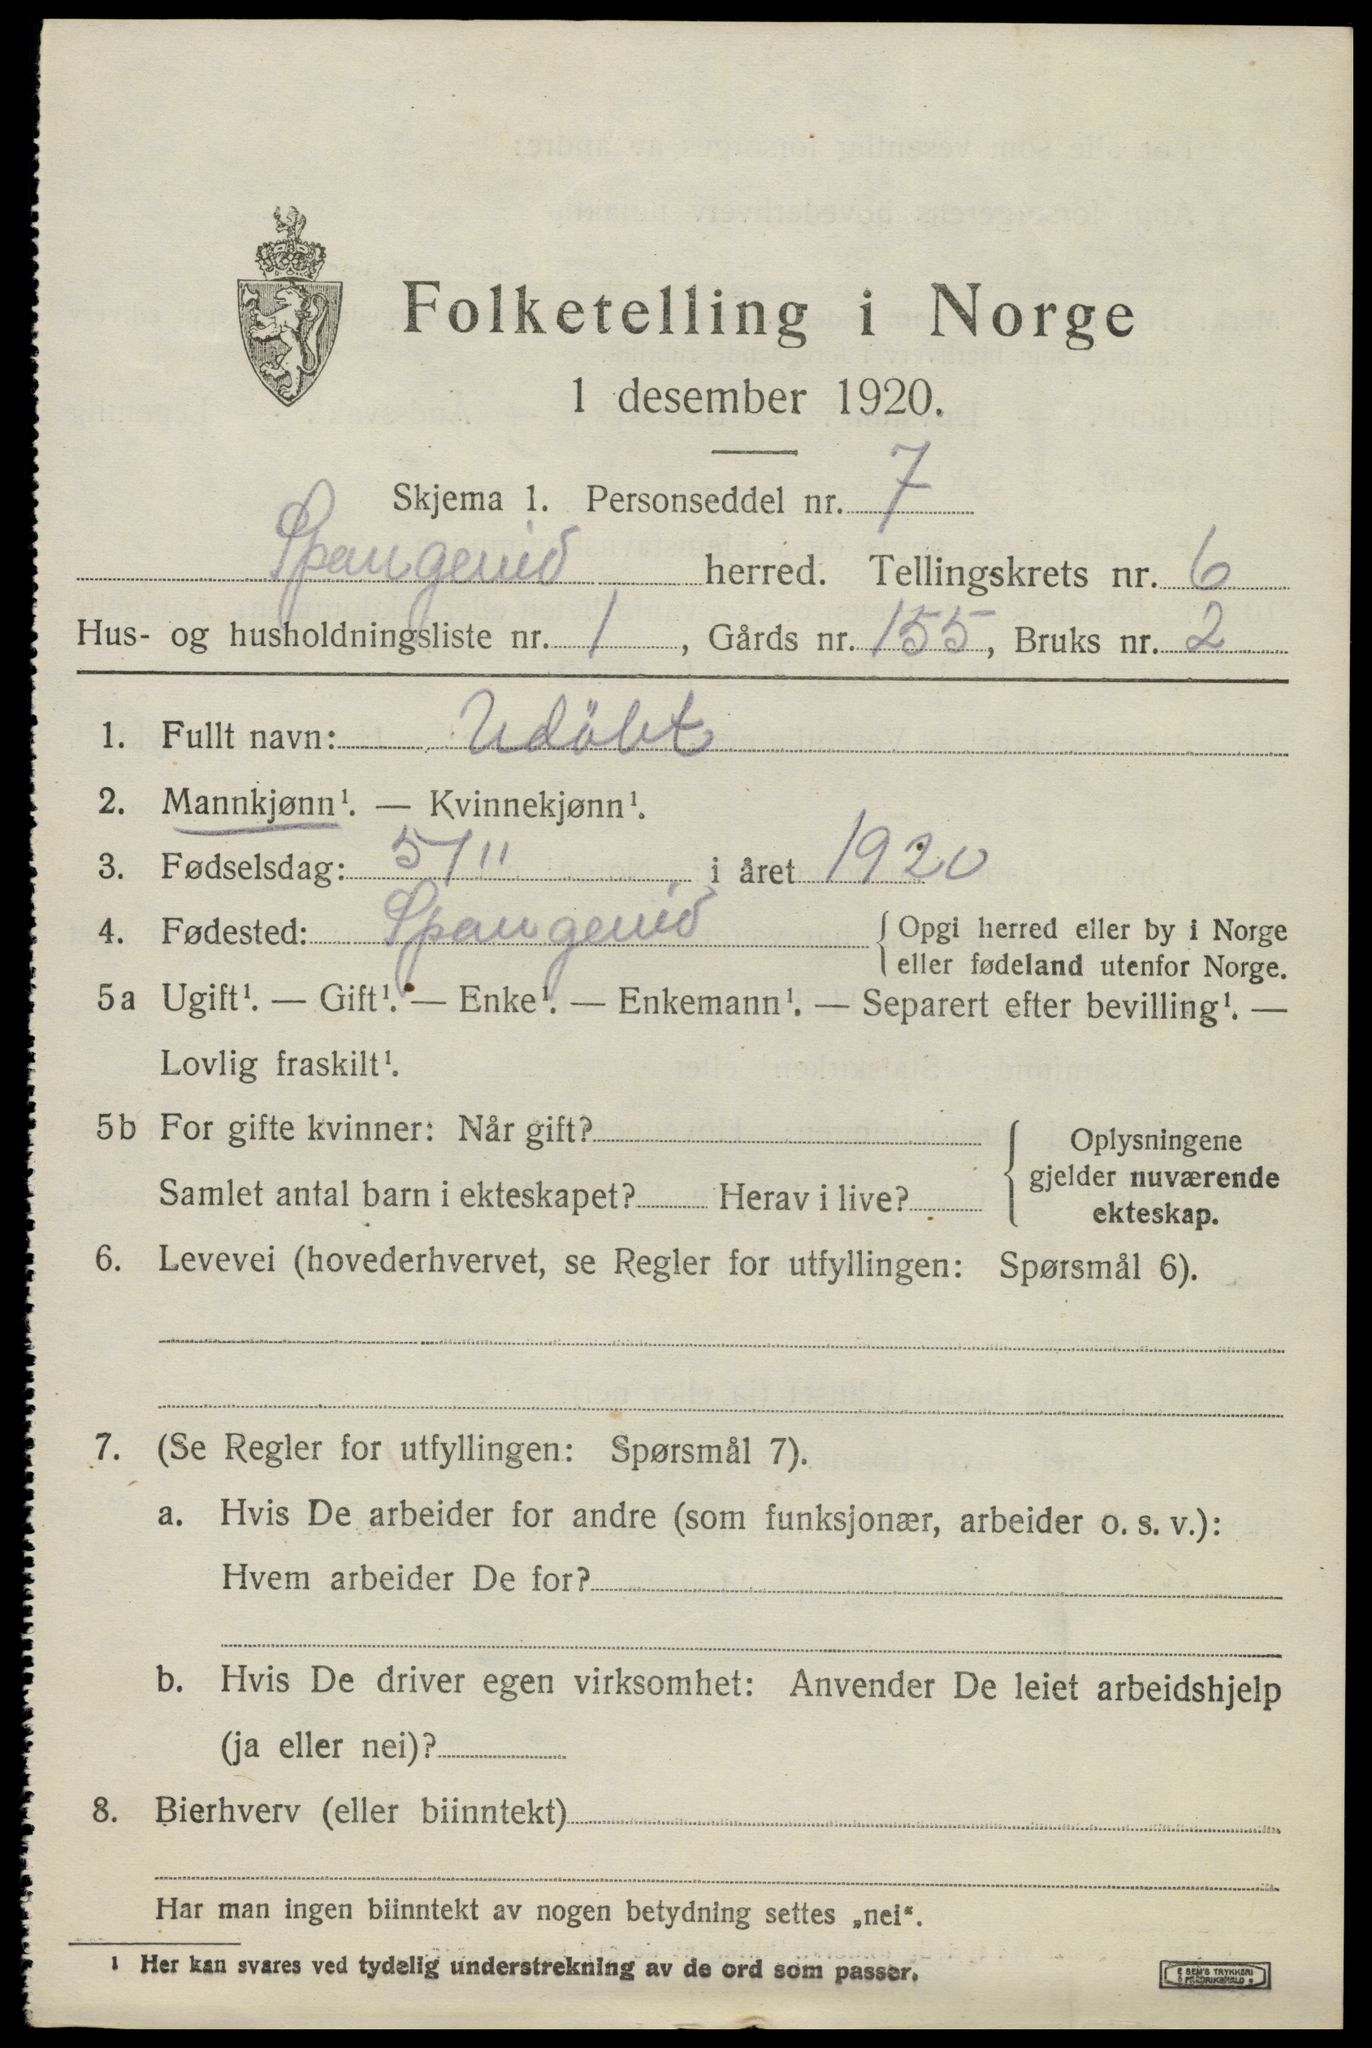 Folketelling i Norge
1 desember 1920.
Skjema 1. Personseddel nr. 7
herred. Tellingskrets nr. 6
Hus- og husholdningsliste nr. 1, Gårds nr. 155, Bruks nr. 2
1. Fullt navn: Udöbt
2. Mannkjønn¹. — Kvinnekjønn¹.
3. Fødselsdag: 5/11 i året 1920
4. Fødested: { Opgi herred eller by i Norge
eller fødeland utenfor Norge.
5a Ugift¹. — Gift¹. — Enke¹. — Enkemann¹. — Separert efter bevilling¹. —
Lovlig fraskilt¹.
5b For gifte kvinner: Når gift?
Samlet antal barn i ekteskapet? Herav i live?
{ Oplysningene
gjelder nuværende
ekteskap.
6. Levevei (hovederhvervet, se Regler for utfyllingen: Spørsmål 6).
7. (Se Regler for utfyllingen: Spørsmål 7).
a. Hvis De arbeider for andre (som funksjonær, arbeider o. s. v.):
Hvem arbeider De for?
b. Hvis De driver egen virksomhet: Anvender De leiet arbeidshjelp
(ja eller nei)?
8. Bierhverv (eller biinntekt)
Har man ingen biinntekt av nogen betydning settes „nei“.
¹ Her kan svares ved tydelig understrekning av de ord som passer.
SEM'S TRYKKERI
FREDRIKSHALD